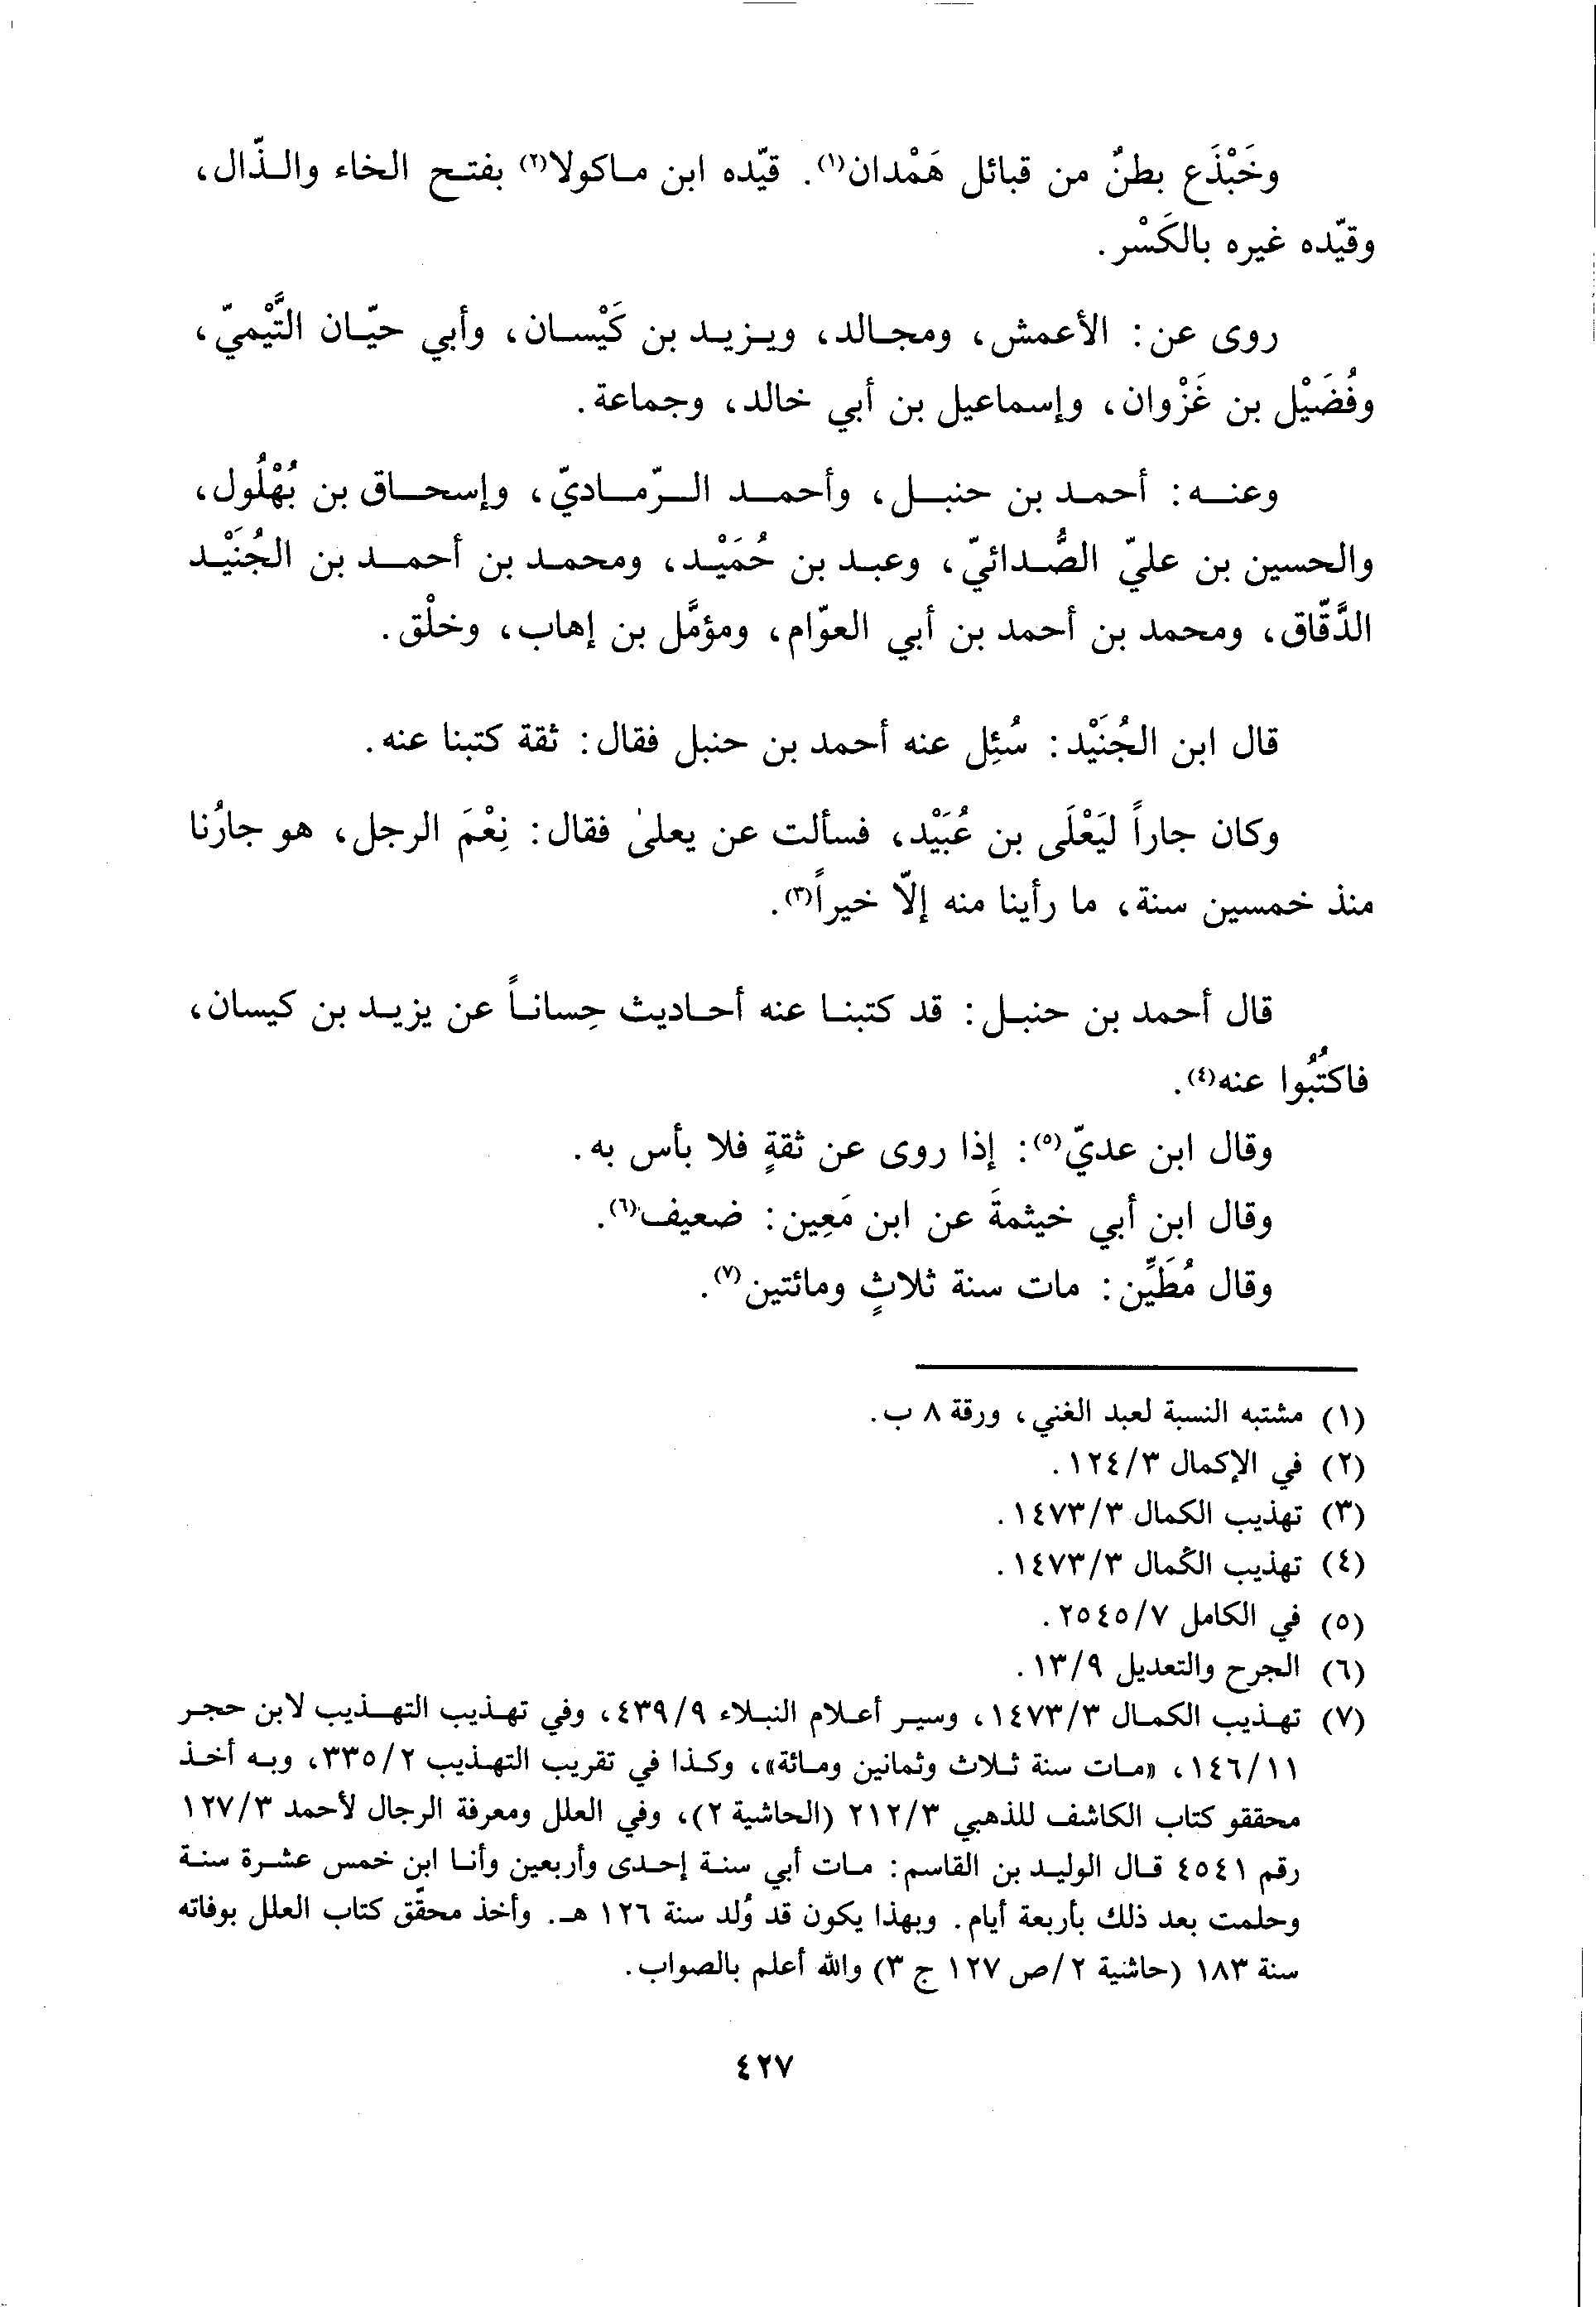 وخَبْذَع بطنٌ من قبائل هَمْدان(١). قيّده ابن ماكولا(٢) بفتح الخاء والذّال،
وقيّده غيره بالكَسْر.
روى عن: الأعمش، ومجالد، ويزيد بن كَيْسان، وأبي حيّان التَّيْميّ،
وفُضَيْل بن غَزْوان، وإسماعيل بن أبي خالد، وجماعة.
وعنه: أحمد بن حنبل، وأحمد الرّماديّ، وإسحاق بن بُهْلُول،
والحسين بن عليّ الصُّدائيّ، وعبد بن حُمَيْد، ومحمد بن أحمد بن الجُنَيْد
الدَّقّاق، ومحمد بن أحمد بن أبي العوّام، ومؤمَّل بن إهاب، وخلْق.
قال ابن الجُنَيْد: سُئِل عنه أحمد بن حنبل فقال: ثقة كتبنا عنه.
وكان جاراً ليَعْلَى بن عُبَيْد، فسألت عن يعلىٰ فقال: نِعْمَ الرجل، هو جارُنا
منذ خمسين سنة، ما رأينا منه إلّا خيراً(٣).
قال أحمد بن حنبل: قد كتبنا عنه أحاديث حِساناً عن يزيد بن كيسان،
فاكتُبُوا عنه(٤).
وقال ابن عديّ(٥): إذا روى عن ثقةٍ فلا بأس به.
وقال ابن أبي خيثمةَ عن ابن مَعِين: ضعيف(٦).
وقال مُطَيِّن: مات سنة ثلاثٍ ومائتين(٧).
(١) مشتبه النسبة لعبد الغني، ورقة ٨ ب.
(٢) في الإكمال ١٢٤/٣.
(٣) تهذيب الكمال ١٤٧٣/٣.
(٤) تهذيب الكمال ١٤٧٣/٣.
(٥) في الكامل ٢٥٤٥/٧.
(٦) الجرح والتعديل ١٣/٩.
(٧) تهذيب الكمال ١٤٧٣/٣، وسير أعلام النبلاء ٤٣٩/٩، وفي تهذيب التهذيب لابن حجر
١٤٦/١١، «مات سنة ثلاث وثمانين ومائة»، وكذا في تقريب التهذيب ٣٣٥/٢، وبه أخذ
محققو كتاب الكاشف للذهبي ٢١٢/٣ (الحاشية ٢)، وفي العلل ومعرفة الرجال لأحمد ١٢٧/٣
رقم ٤٥٤١ قال الوليد بن القاسم: مات أبي سنة إحدى وأربعين وأنا ابن خمس عشرة سنة
وحلمت بعد ذلك بأربعة أيام. وبهذا يكون قد وُلد سنة ١٢٦ هـ. وأخذ محقّق كتاب العلل بوفاته
سنة ١٨٣ (حاشية ٢/ص ١٢٧ ج ٣) والله أعلم بالصواب.
٤٢٧